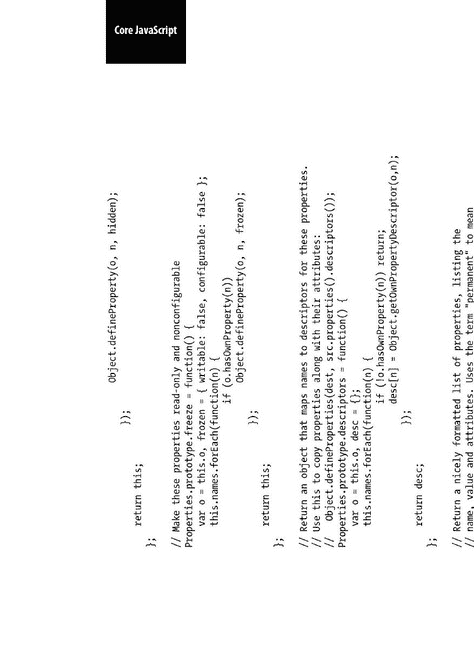 Core JavaScript
Object.defineProperty(o, n, hidden);
});
return this;
};
// Make these properties read-only and nonconfigurable
Properties.prototype.freeze = function() {
var o = this.o, frozen = { writable: false, configurable: false };
this.names.forEach(function(n) {
if (o.hasOwnProperty(n))
Object.defineProperty(o, n, frozen);
});
return this;
};
// Return an object that maps names to descriptors for these properties.
// Use this to copy properties along with their attributes:
// Object.defineProperties(dest, src.properties().descriptors());
Properties.prototype.descriptors = function() {
var o = this.o, desc = {};
this.names.forEach(function(n) {
if (!o.hasOwnProperty(n)) return;
desc[n] = Object.getOwnPropertyDescriptor(o,n);
});
return desc;
};
// Return a nicely formatted list of properties, listing the
// name, value and attributes. Uses the term "permanent" to mean